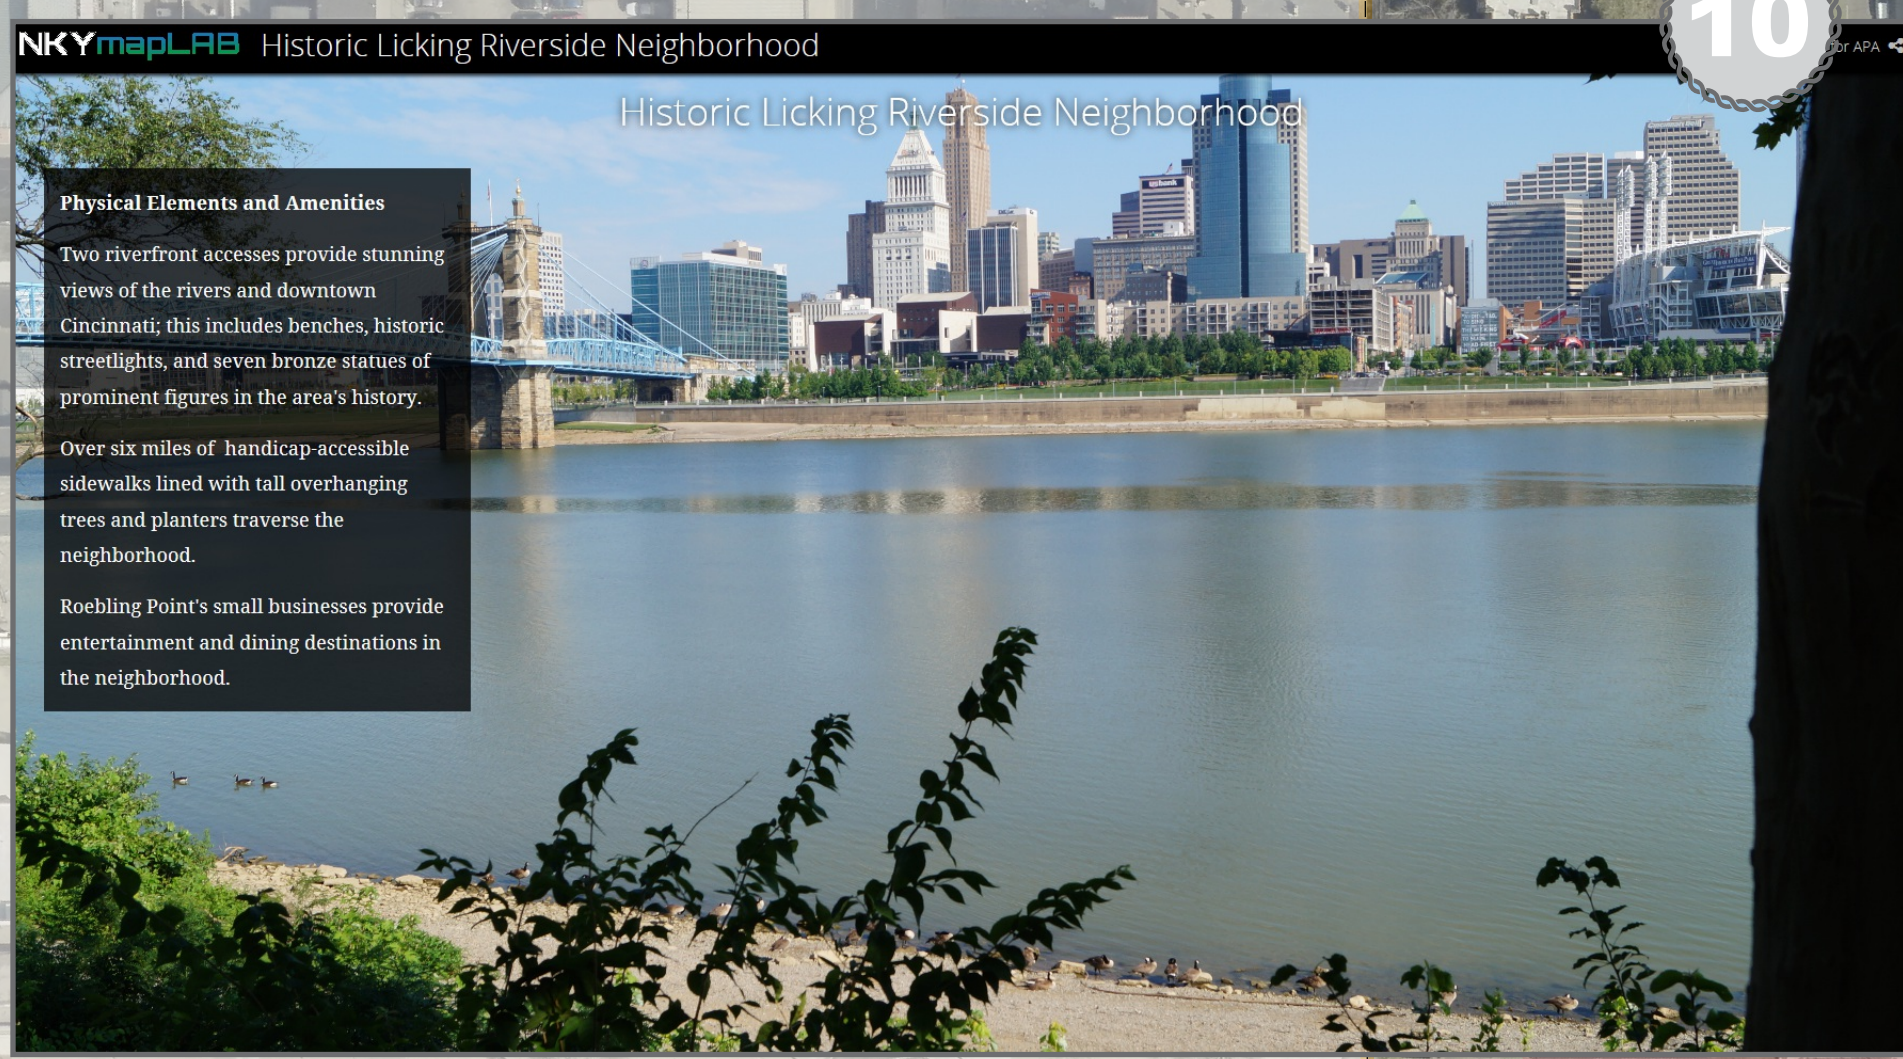 10
NKYmapLAB Historic Licking Riverside Neighborhood
for APA
Historic Licking Riverside Neighborhood
Physical Elements and Amenities
Two riverfront accesses provide stunning
views of the rivers and downtown
Cincinnati; this includes benches, historic
streetlights, and seven bronze statues of
prominent figures in the area's history.
Over six miles of  handicap-accessible
sidewalks lined with tall overhanging
trees and planters traverse the
neighborhood.
Roebling Point's small businesses provide
entertainment and dining destinations in
the neighborhood.
usbank